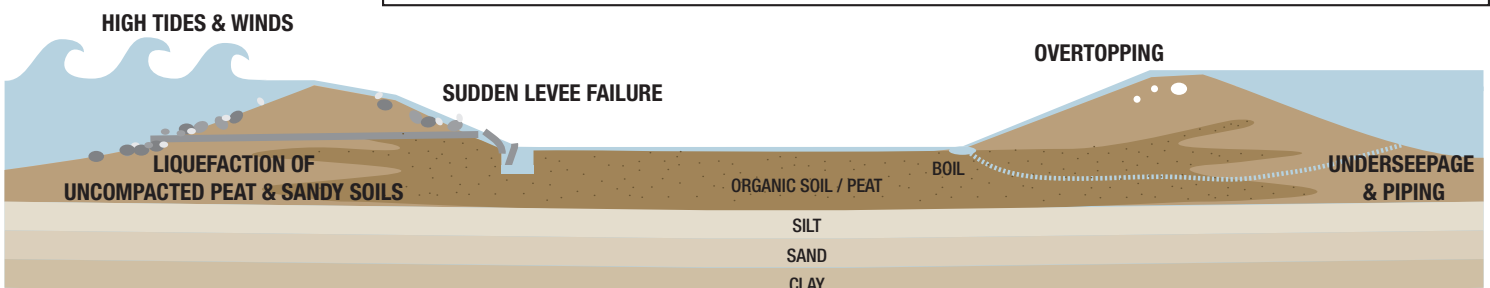 HIGH TIDES & WINDS
OVERTOPPING
SUDDEN LEVEE FAILURE
LIQUEFACTION OF
UNCOMPACTED PEAT & SANDY SOILS
BOIL
ORGANIC SOIL / PEAT
UNDERSEEPAGE
& PIPING
SILT
SAND
CLAY